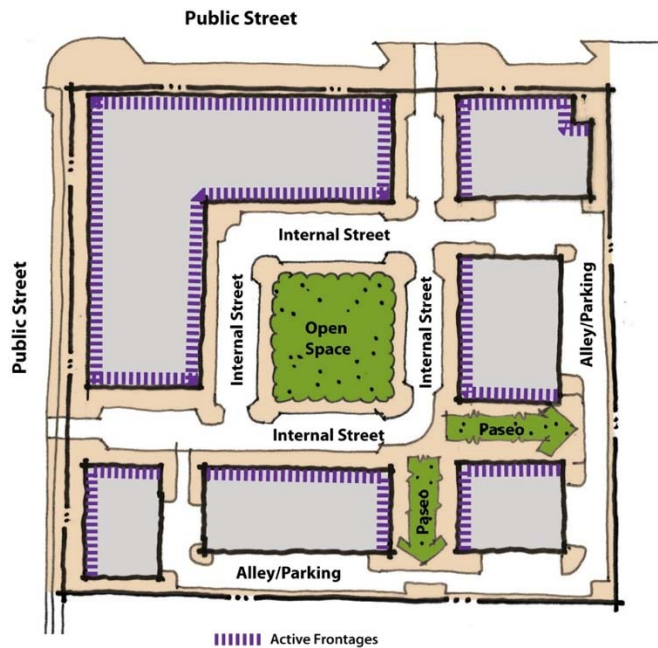 Public Street
Public Street
Internal Street
Internal Street
Open
Space
Internal Street
Alley/Parking
Internal Street
Paseo
Paseo
Alley/Parking
Active Frontages